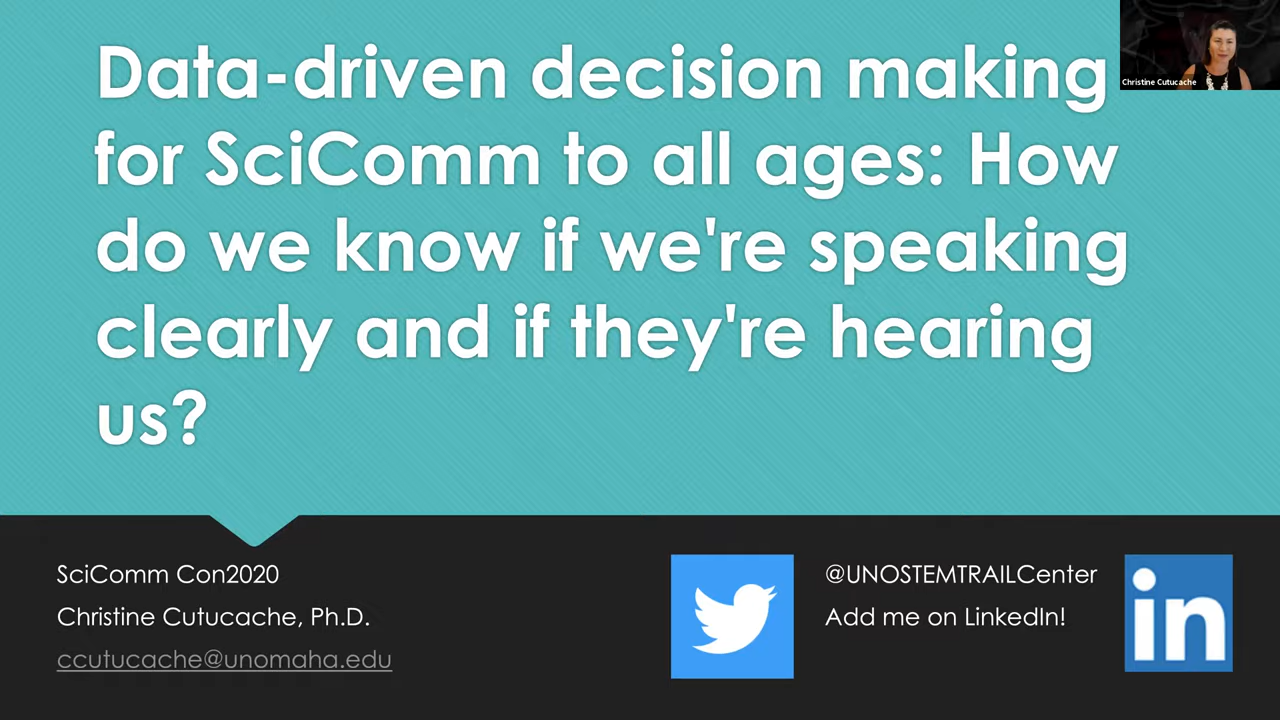 Data-driven decision making
for SciComm to all ages: How
do we know if we're speaking
clearly and if they're hearing
us?
Christine Cutucache
SciComm Con2020
Christine Cutucache, Ph.D.
ccutucache@unomaha.edu
@UNOSTEMTRAILCenter
Add me on LinkedIn!
in